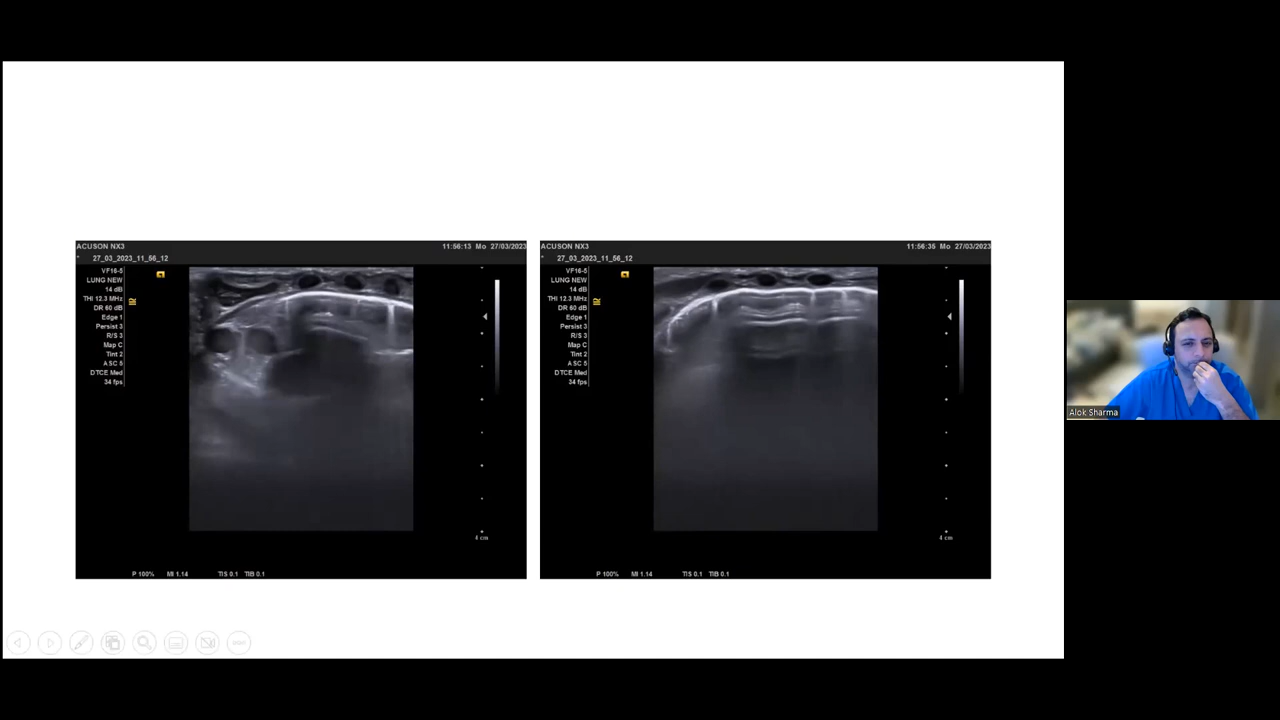 ACUSON NX3 11:56:13 Mo 27/03/2023
* 27_03_2023_11_56_12
VF16-5
LUNG NEW
14 dB
THI 12.3 MHz
DR 60 dB
Edge 1
Persist 3
R/S 3
Map C
Tint 2
ASC 5
DTCE Med
34 fps
4 cm
P 100% MI 1.14 TIS 0.1 TIB 0.1
ACUSON NX3 11:56:35 Mo 27/03/2023
* 27_03_2023_11_56_12
VF16-5
LUNG NEW
14 dB
THI 12.3 MHz
DR 60 dB
Edge 1
Persist 3
R/S 3
Map C
Tint 2
ASC 5
DTCE Med
34 fps
4 cm
P 100% MI 1.14 TIS 0.1 TIB 0.1
Alok Sharma